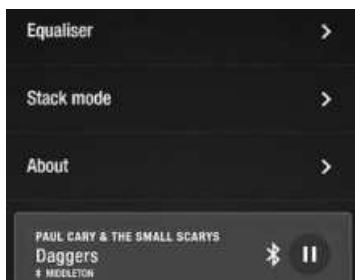 Equaliser
Stack mode
About
PAUL CARY & THE SMALL SCARYS
Daggers
MIDDLETON